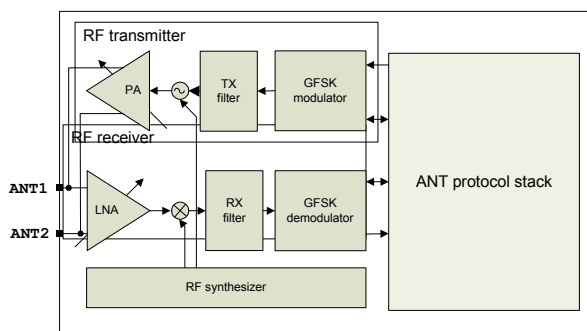 RF transmitter
PA
TX
filter
GFSK
modulator
RF receiver
ANT protocol stack
ANT1
LNA
RX
filter
GFSK
demodulator
ANT2
RF synthesizer